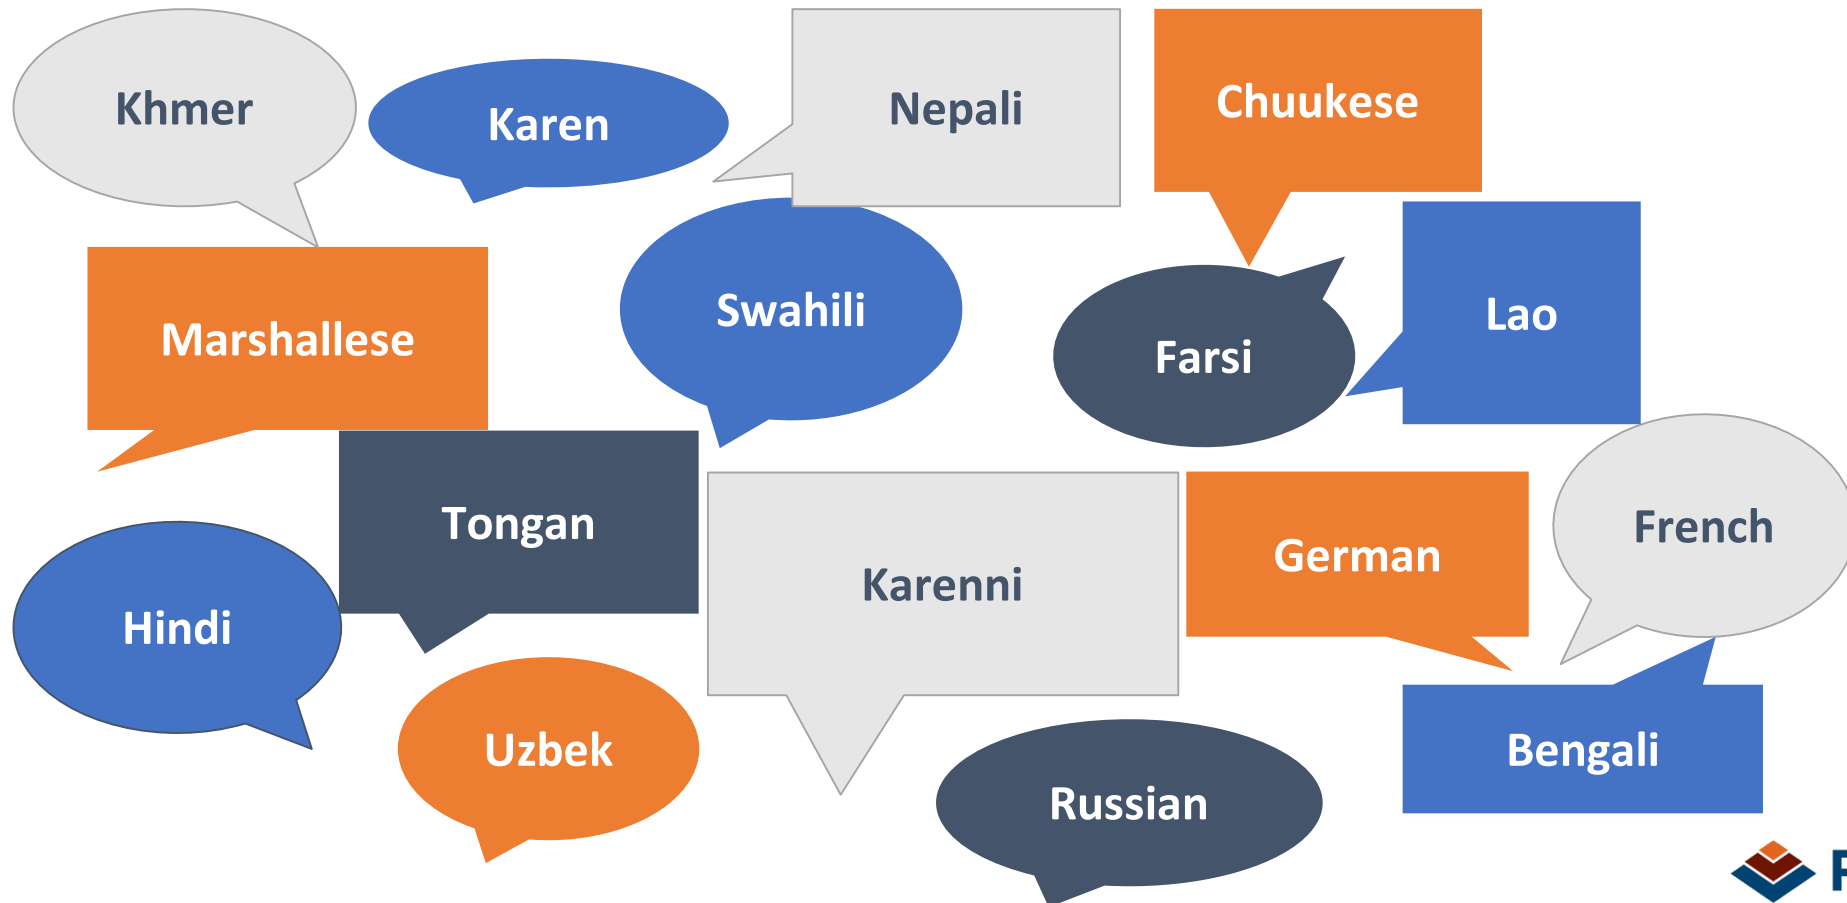 Khmer
Karen
Nepali
Chuukese
Marshallese
Swahili
Farsi
Lao
Tongan
Karenni
German
French
Hindi
Uzbek
Russian
Bengali